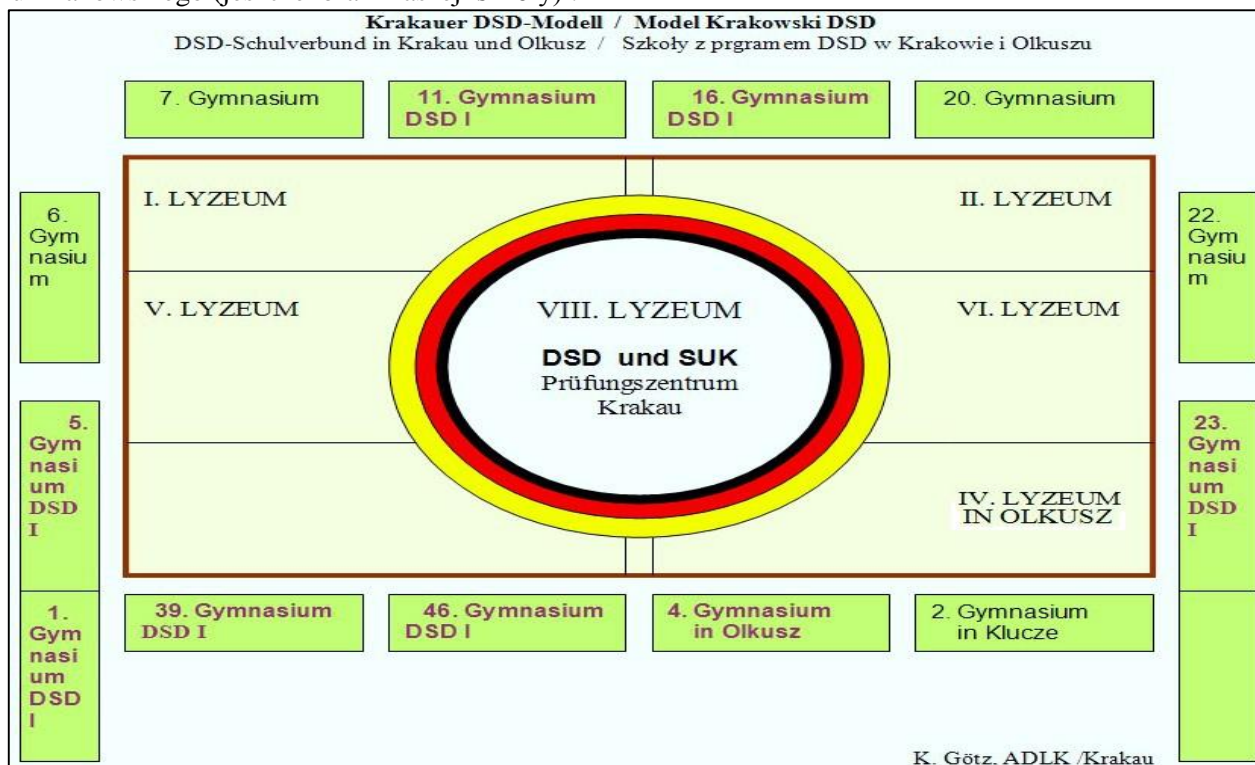 Krakauer DSD-Modell / Model Krakowski DSD
DSD-Schulverbund in Krakau und Olkusz / Szkoły z prgramem DSD w Krakowie i Olkuszu
7. Gymnasium
11. Gymnasium
DSD I
16. Gymnasium
DSD I
20. Gymnasium
6.
Gym
nasiu
m
I. LYZEUM
II. LYZEUM
22.
Gym
nasiu
m
V. LYZEUM
VIII. LYZEUM
DSD und SUK
Prüfungszentrum
Krakau
VI. LYZEUM
5.
Gym
nasi
um
DSD
I
IV. LYZEUM
IN OLKUSZ
23.
Gym
nasi
um
DSD
I
1.
Gym
nasi
um
DSD
I
39. Gymnasium
DSD I
46. Gymnasium
DSD I
4. Gymnasium
in Olkusz
2. Gymnasium
in Klucze
K. Götz, ADLK /Krakau